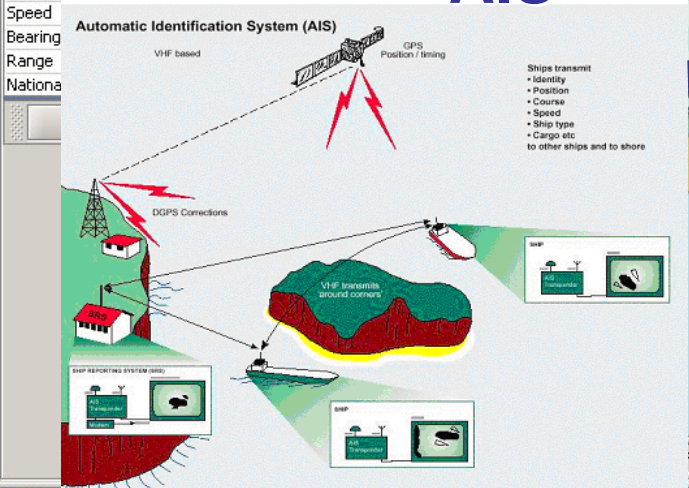 AIS
Speed
Bearing
Range
Nationa
Automatic Identification System (AIS)
VHF based
GPS
Position / timing
Ships transmit
• Identity
• Position
• Course
• Speed
• Ship type
• Cargo etc
to other ships and to shore
DGPS Corrections
VHF transmits
'around corners'
SHIP
AIS
Transponder
SRS
SHIP REPORTING SYSTEM (SRS)
AIS
Transponder
Modem
SHIP
AIS
Transponder